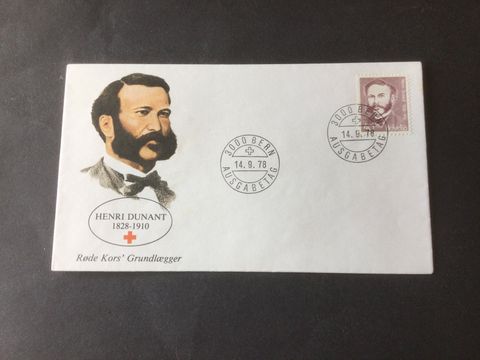 HENRI DUNANT
1828-1910
Røde Kors' Grundlægger
3000 BERN
14.9.78
AUSGABETAG
3000 BERN
14.9.78
AUSGABETAG